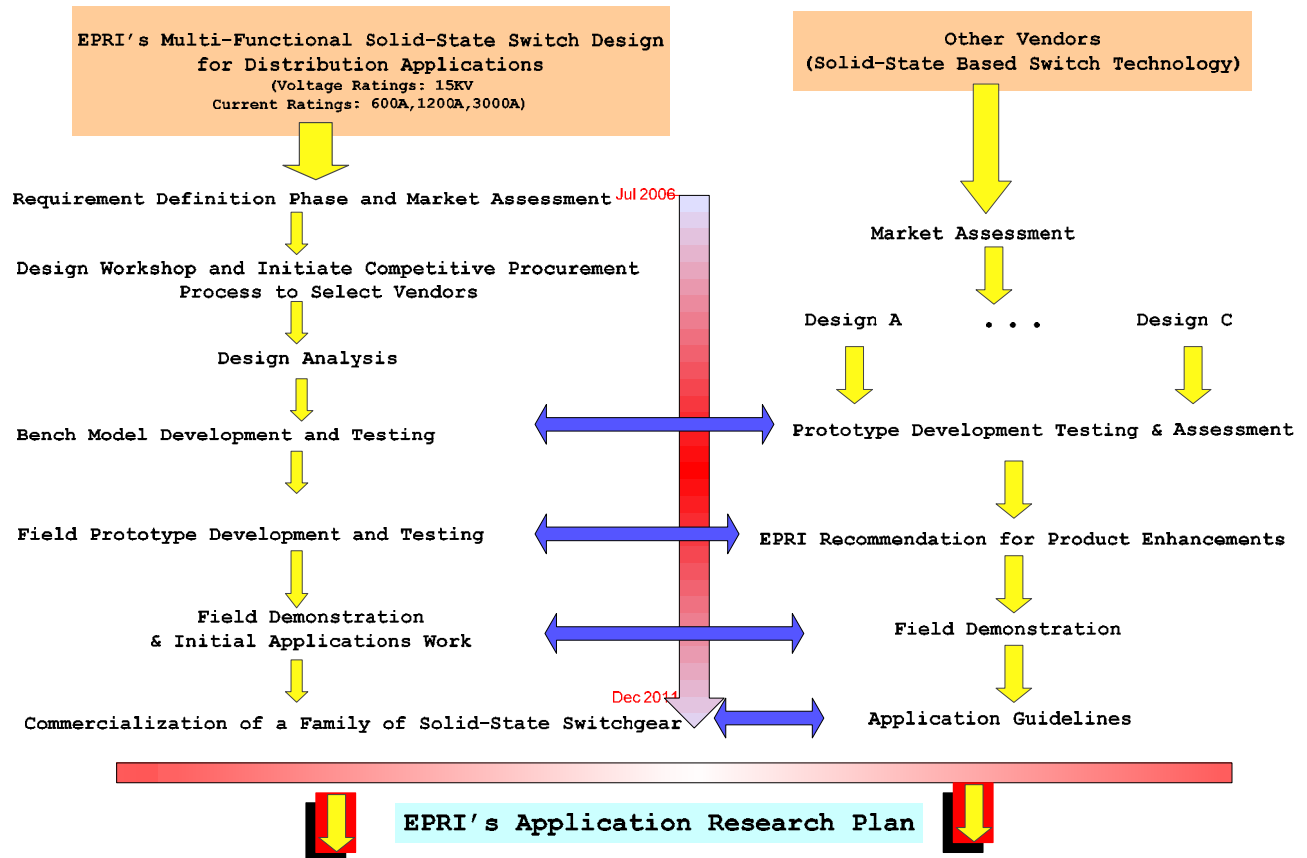 EPRI's Multi-Functional Solid-State Switch Design
for Distribution Applications
(Voltage Ratings: 15KV
Current Ratings: 600A,1200A,3000A)
Requirement Definition Phase and Market Assessment
Design Workshop and Initiate Competitive Procurement
Process to Select Vendors
Design Analysis
Bench Model Development and Testing
Field Prototype Development and Testing
Field Demonstration
& Initial Applications Work
Commercialization of a Family of Solid-State Switchgear
Jul 2006
Dec 2011
Other Vendors
(Solid-State Based Switch Technology)
Market Assessment
Design A
. . .
Design C
Prototype Development Testing & Assessment
EPRI Recommendation for Product Enhancements
Field Demonstration
Application Guidelines
EPRI's Application Research Plan